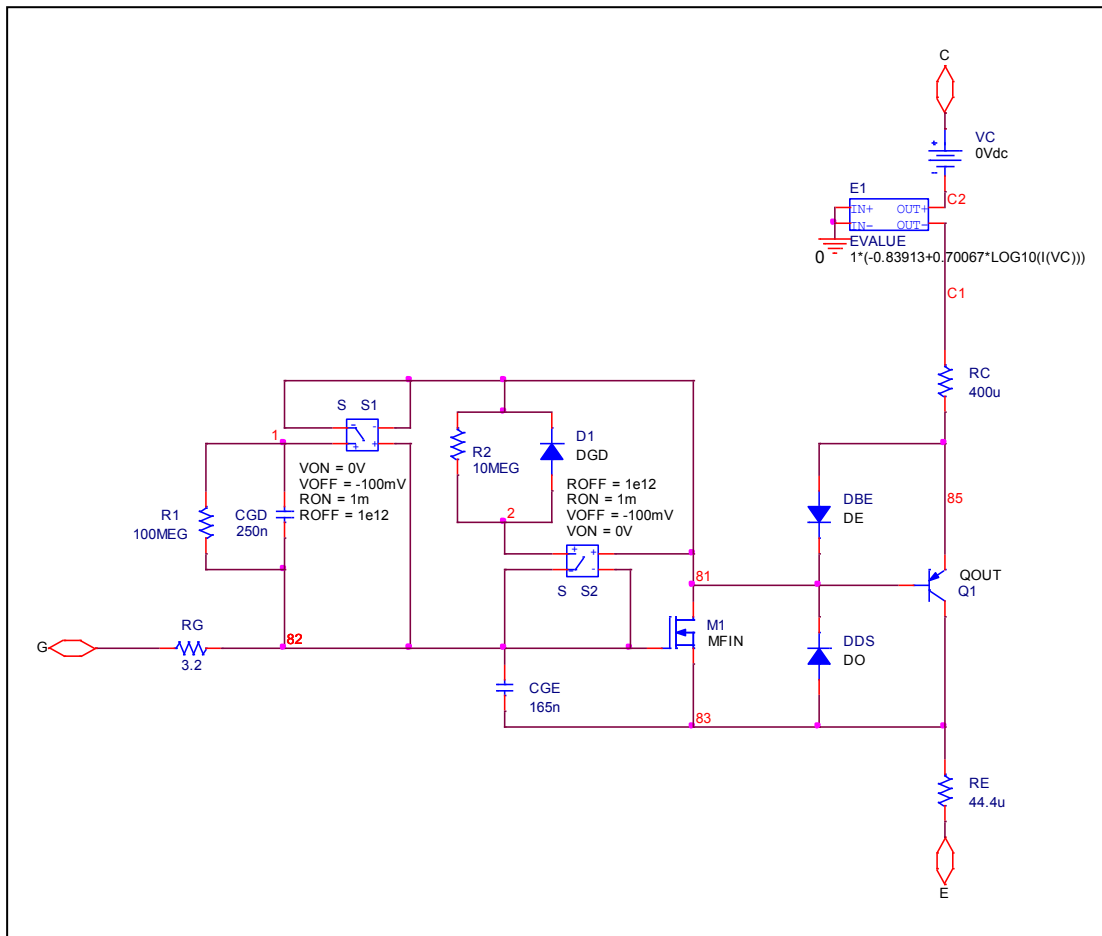 C
VC
0Vdc
+
-
E1
C2
IN+ OUT+
IN- OUT-
EVALUE
0
1*(-0.83913+0.70067*LOG10(I(VC)))
C1
RC
400u
S S1
- -
+ +
1
VON = 0V
VOFF = -100mV
RON = 1m
ROFF = 1e12
R1
100MEG
CGD
250n
R2
10MEG
D1
DGD
ROFF = 1e12
RON = 1m
VOFF = -100mV
VON = 0V
2
+ +
- -
S S2
DBE
DE
85
81
QOUT
Q1
M1
MFIN
DDS
DO
G
RG
3.2
82
CGE
165n
83
RE
44.4u
E